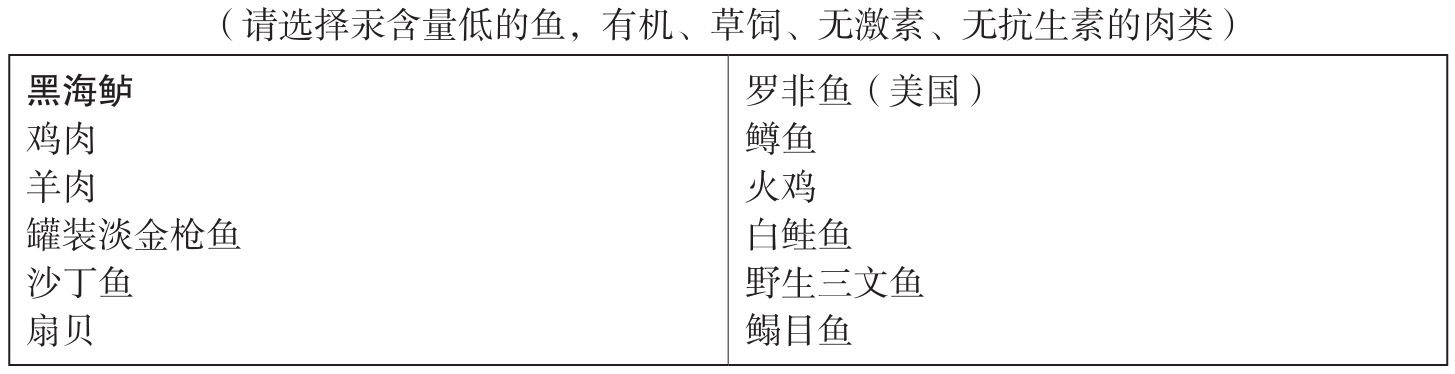 （请选择汞含量低的鱼，有机、草饲、无激素、无抗生素的肉类）
黑海鲈
鸡肉
羊肉
罐装淡金枪鱼
沙丁鱼
扇贝
罗非鱼（美国）
鳟鱼
火鸡
白鲑鱼
野生三文鱼
鳎目鱼